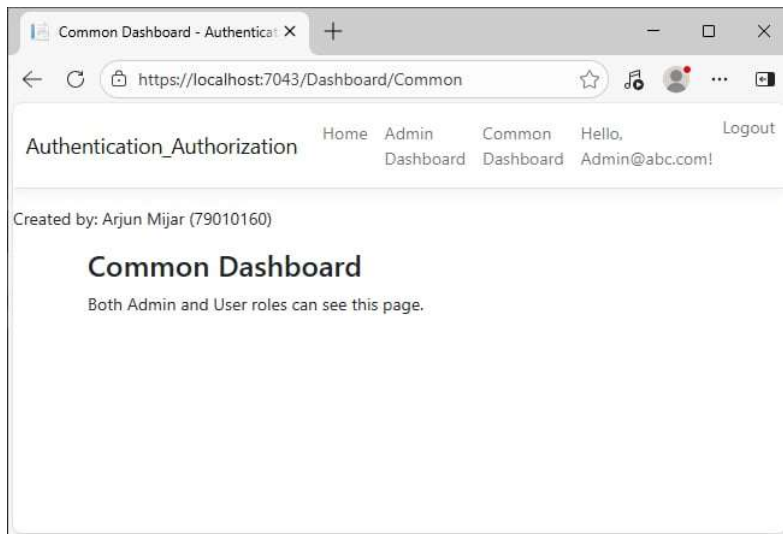 Common Dashboard - Authenticat
https://localhost:7043/Dashboard/Common
Authentication_Authorization
Home
Admin
Dashboard
Common
Dashboard
Hello,
Admin@abc.com!
Logout
Created by: Arjun Mijar (79010160)
Common Dashboard
Both Admin and User roles can see this page.